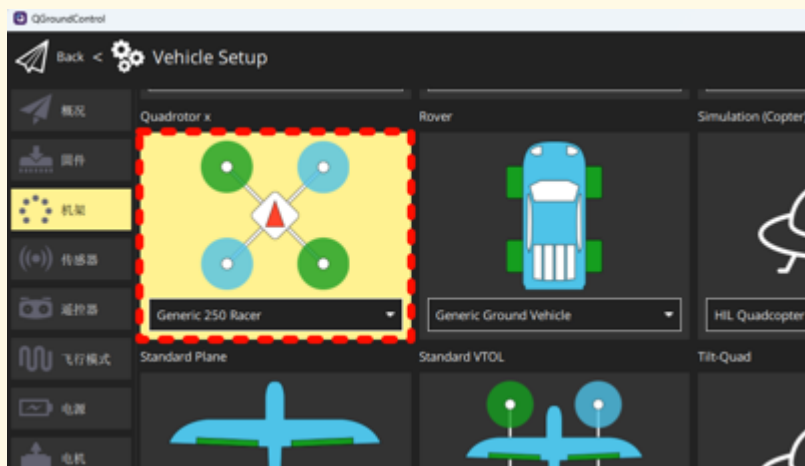 QGroundControl
Back < Vehicle Setup
概况
固件
机架
传感器
遥控器
飞行模式
电源
电机
Quadrotor x
Rover
Simulation (Copter)
Generic 250 Racer
Generic Ground Vehicle
HIL Quadcopter
Standard Plane
Standard VTOL
Tilt-Quad